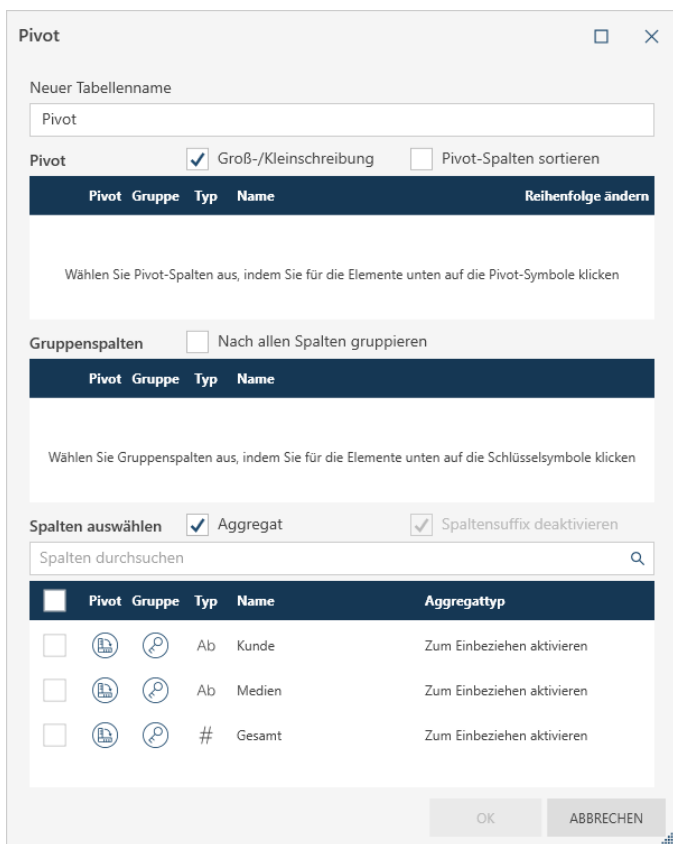 Pivot
Neuer Tabellenname
Pivot
Pivot Groß-/Kleinschreibung Pivot-Spalten sortieren
Pivot Gruppe Typ Name Reihenfolge ändern
Wählen Sie Pivot-Spalten aus, indem Sie für die Elemente unten auf die Pivot-Symbole klicken
Gruppenspalten Nach allen Spalten gruppieren
Pivot Gruppe Typ Name
Wählen Sie Gruppenspalten aus, indem Sie für die Elemente unten auf die Schlüsselsymbole klicken
Spalten auswählen Aggregat Spaltensuffix deaktivieren
Spalten durchsuchen
Pivot Gruppe Typ Name Aggregattyp
Ab Kunde Zum Einbeziehen aktivieren
Ab Medien Zum Einbeziehen aktivieren
# Gesamt Zum Einbeziehen aktivieren
OK ABBRECHEN